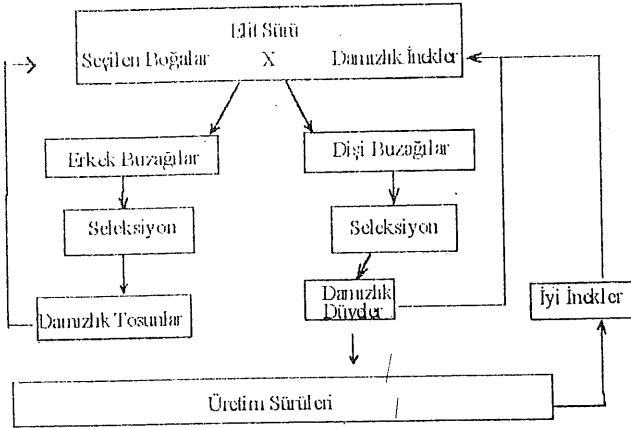 Elit Sürü
Seçilen Boğalar X Damızlık İnekler
Erkek Buzağılar
Dişi Buzağılar
Seleksiyon
Seleksiyon
Damızlık Tosunlar
Damızlık
Düveler
İyi İnekler
Üretim Sürüleri